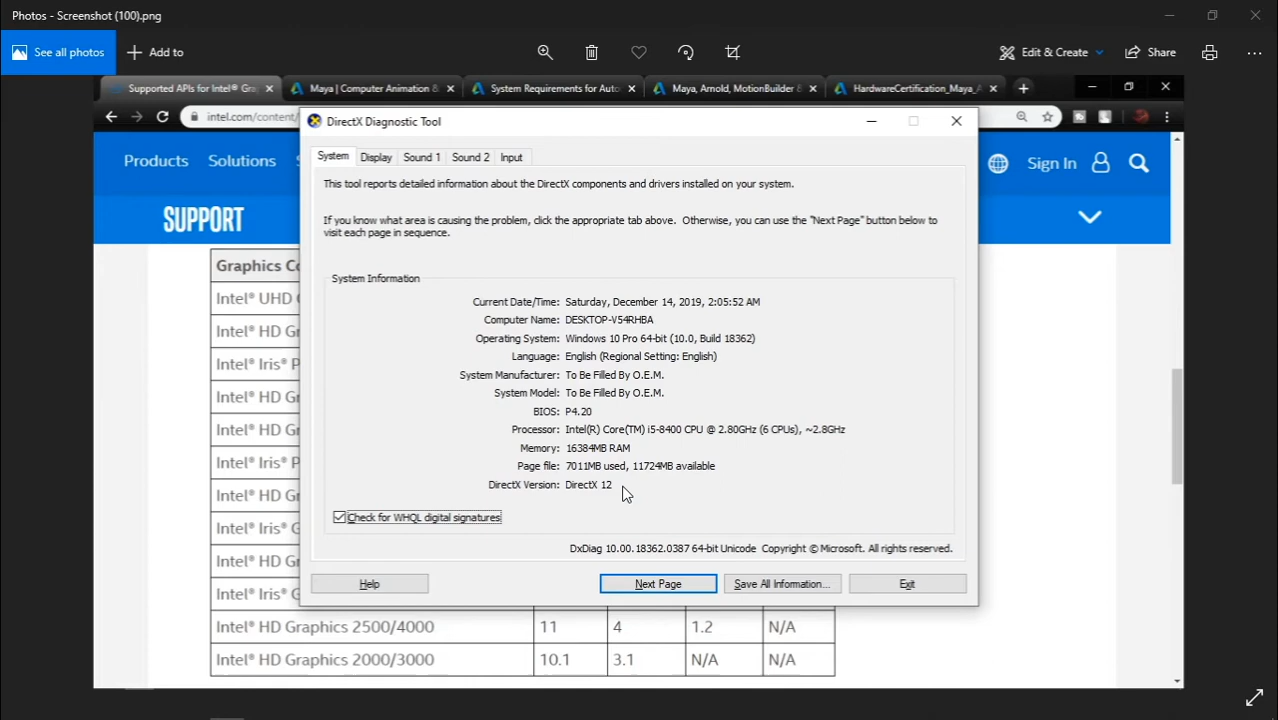 Photos - Screenshot (100).png
See all photos
Add to
Edit & Create
Share
Supported APIs for Intel® Gra
Maya | Computer Animation &
System Requirements for Auto
Maya, Arnold, MotionBuilder &
HardwareCertification_Maya_
intel.com/content/
DirectX Diagnostic Tool
Products
Solutions
Sign In
SUPPORT
System
Display
Sound 1
Sound 2
Input
This tool reports detailed information about the DirectX components and drivers installed on your system.
If you know what area is causing the problem, click the appropriate tab above. Otherwise, you can use the "Next Page" button below to
visit each page in sequence.
System Information
Current Date/Time: Saturday, December 14, 2019, 2:05:52 AM
Computer Name: DESKTOP-V54RHBA
Operating System: Windows 10 Pro 64-bit (10.0, Build 18362)
Language: English (Regional Setting: English)
System Manufacturer: To Be Filled By O.E.M.
System Model: To Be Filled By O.E.M.
BIOS: P4.20
Processor: Intel(R) Core(TM) i5-8400 CPU @ 2.80GHz (6 CPUs), ~2.8GHz
Memory: 16384MB RAM
Page file: 7011MB used, 11724MB available
DirectX Version: DirectX 12
Check for WHQL digital signatures
DxDiag 10.00.18362.0387 64-bit Unicode Copyright © Microsoft. All rights reserved.
Help
Next Page
Save All Information...
Exit
Graphics Co
Intel® UHD
Intel® HD Gr
Intel® Iris® P
Intel® HD Gr
Intel® HD Gr
Intel® Iris® P
Intel® HD Gr
Intel® Iris® G
Intel® HD Gr
Intel® Iris® G
Intel® HD Graphics 2500/4000 11 4 1.2 N/A
Intel® HD Graphics 2000/3000 10.1 3.1 N/A N/A